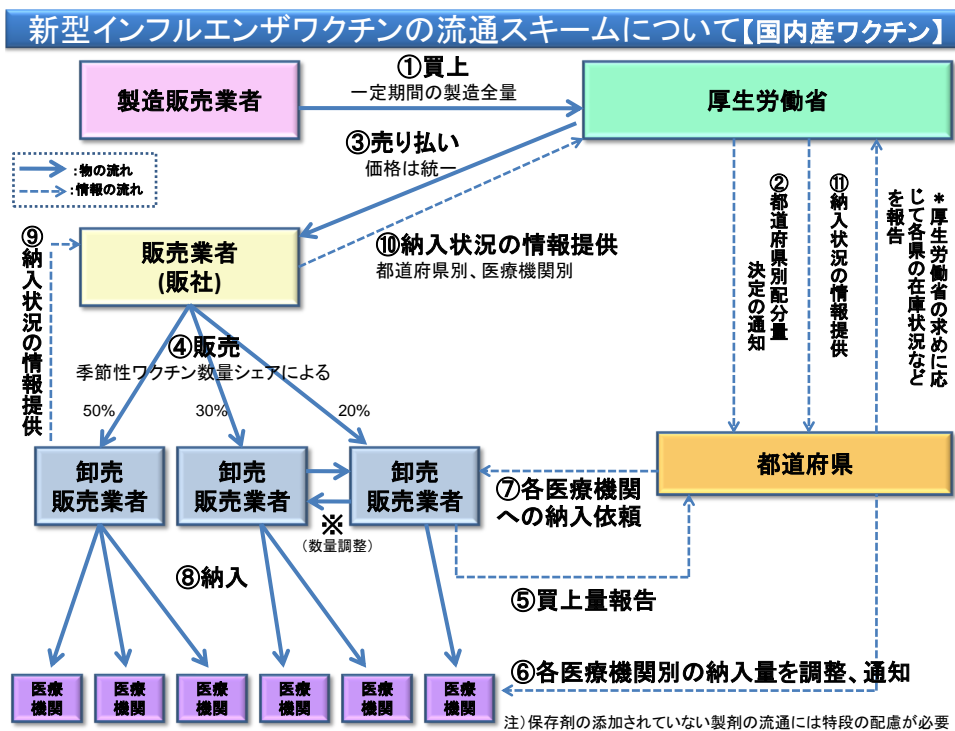 新型インフルエンザワクチンの流通スキームについて【国内産ワクチン】
製造販売業者
①買上
一定期間の製造全量
厚生労働省
③売り払い
価格は統一
:物の流れ
:情報の流れ
⑨納入状況の情報提供
販売業者
(販社)
⑩納入状況の情報提供
都道府県別、医療機関別
②都道府県別配分量
決定の通知
⑪納入状況の情報提供
*厚生労働省の求めに応
じて各県の在庫状況など
を報告
④販売
季節性ワクチン数量シェアによる
50%
30%
20%
卸売
販売業者
卸売
販売業者
卸売
販売業者
都道府県
⑦各医療機関
への納入依頼
※
(数量調整)
⑧納入
⑤買上量報告
⑥各医療機関別の納入量を調整、通知
医療
機関
医療
機関
医療
機関
医療
機関
医療
機関
医療
機関
注)保存剤の添加されていない製剤の流通には特段の配慮が必要